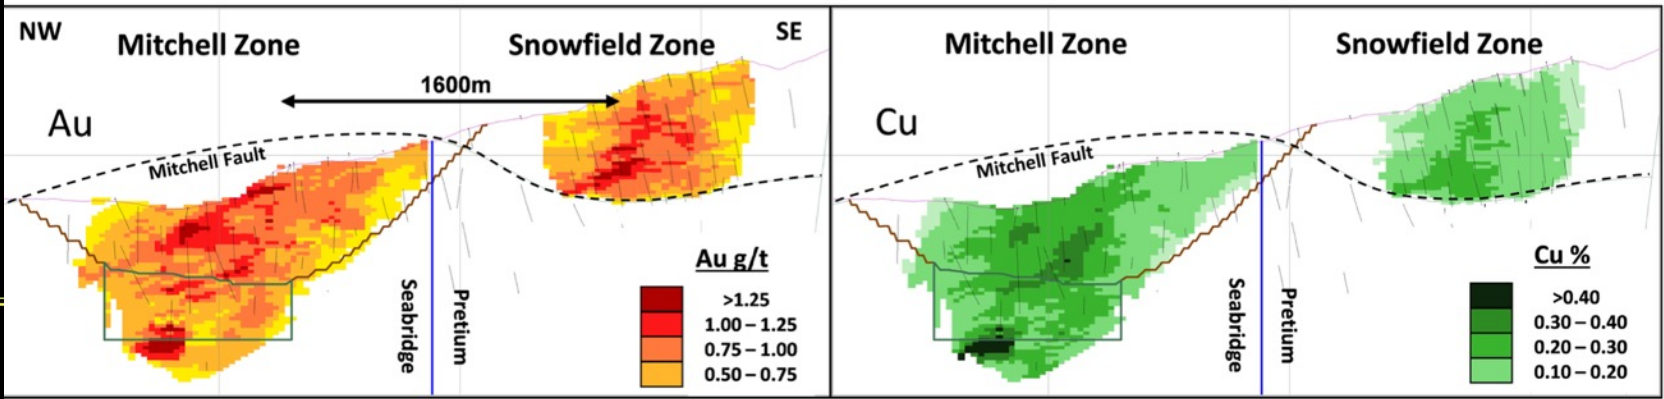 NW
Mitchell Zone
Snowfield Zone
SE
1600m
Au
Mitchell Fault
Seabridge
Pretium
Au g/t
>1.25
1.00 – 1.25
0.75 – 1.00
0.50 – 0.75
Mitchell Zone
Snowfield Zone
Cu
Mitchell Fault
Seabridge
Pretium
Cu %
>0.40
0.30 – 0.40
0.20 – 0.30
0.10 – 0.20